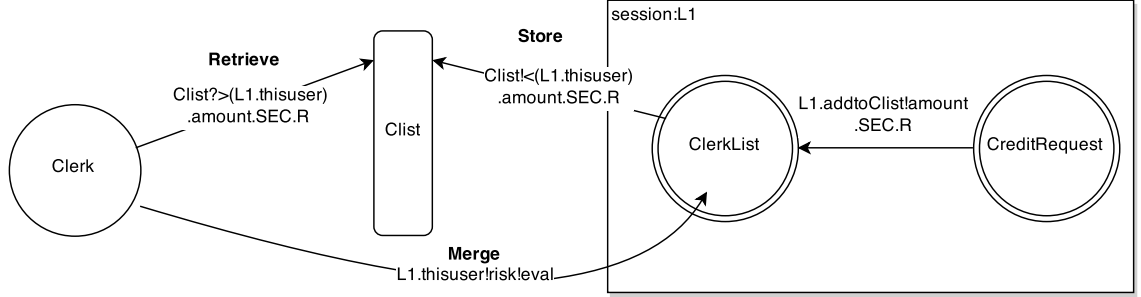 session:L1
Store
Retrieve
Clist!<(L1.thisuser)
.amount.SEC.R
Clist?>(L1.thisuser)
.amount.SEC.R
L1.addtoClist!amount
.SEC.R
Clist
Clerk
ClerkList
CreditRequest
Merge
L1.thisuser!risk!eval